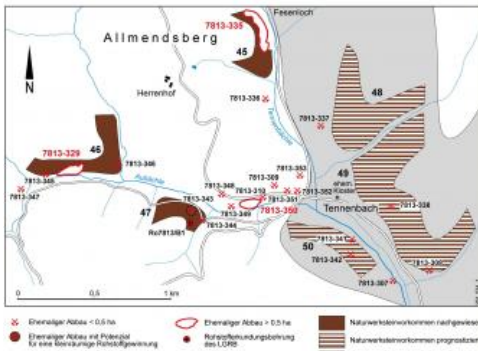 Fesenloch
7813-335
Allmendsberg
45
N
Herrenhof
7813-336
48
7813-337
7813-329
46
7813-346
7813-345
7813-347
7813-353
7813-309
49
ehem. Kloster
7813-348
7813-310
7813-352
7813-343
7813-351
7813-338
47
7813-349
7813-350
Tennenbach
Ro7813/B1
7813-344
7813-341
50
7813-342
7813-307
0
0,5
1 km
Ehemaliger Abbau < 0,5 ha
Ehemaliger Abbau > 0,5 ha
Naturwerksteinvorkommen nachgewiesen
Ehemaliger Abbau mit Potenzial
für eine kleinräumige Rohstoffgewinnung
Rohstofferkundungsbohrung
des LGRB
Naturwerksteinvorkommen prognostiziert